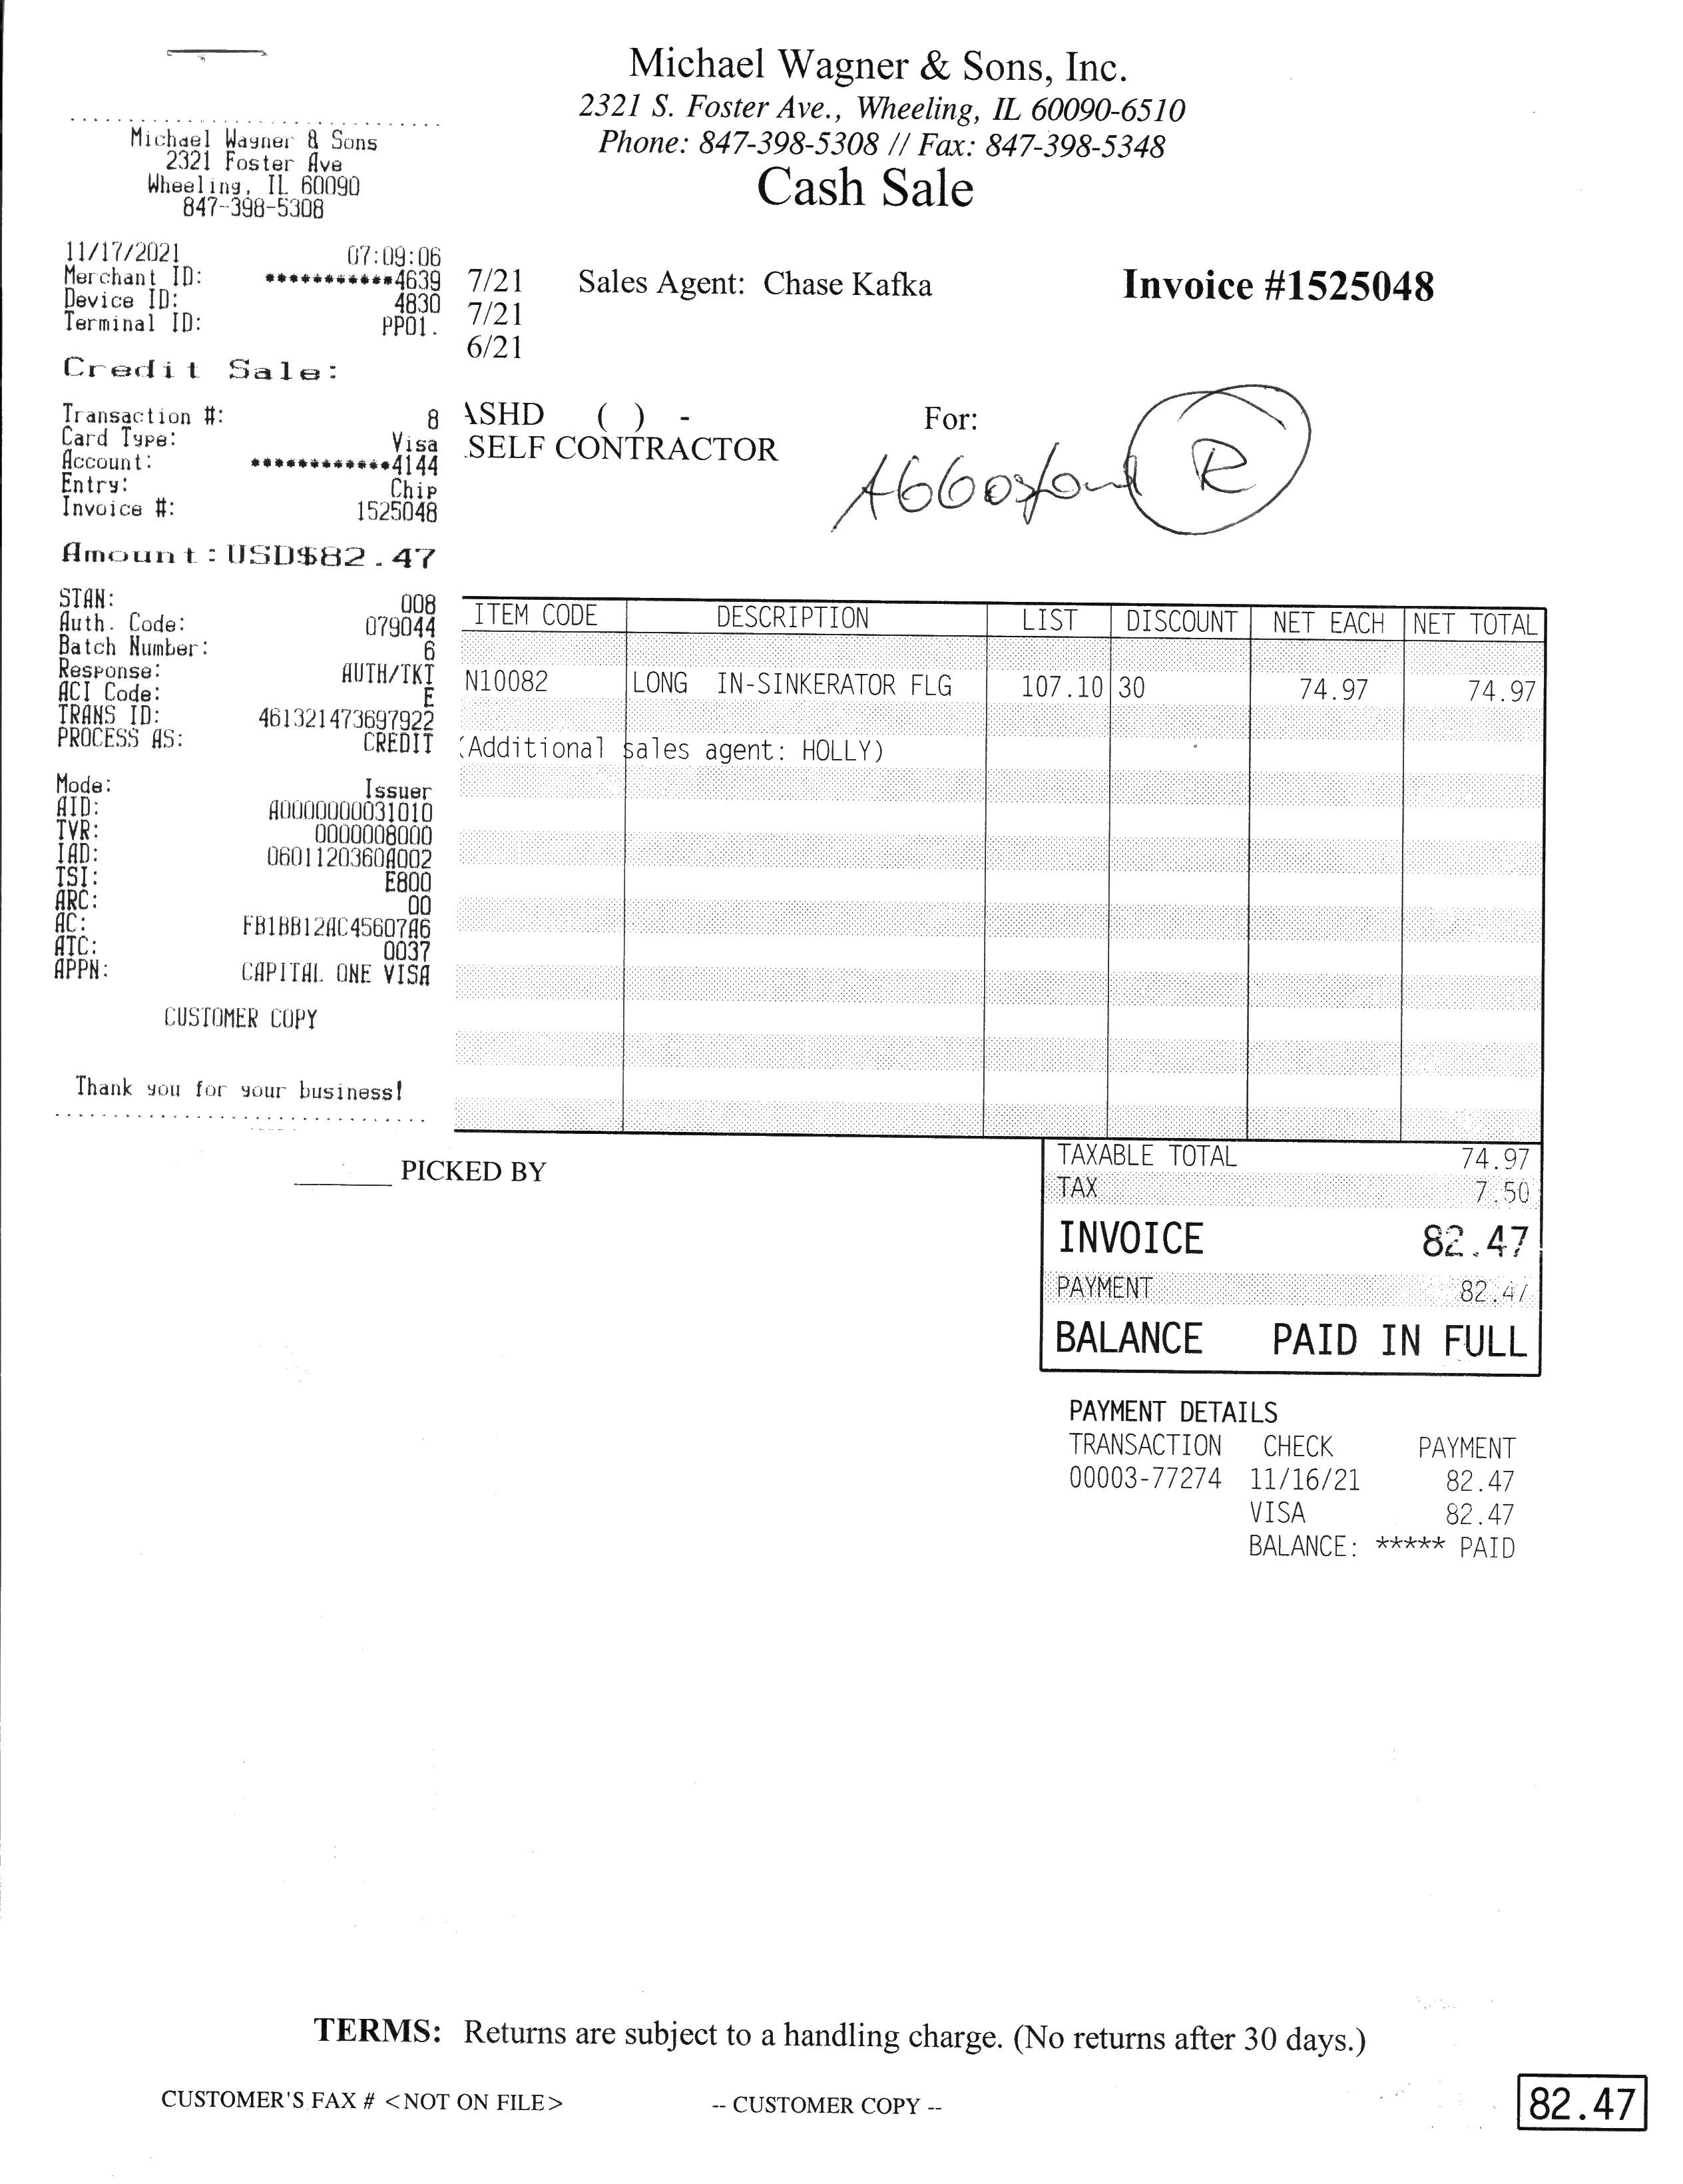 Michael Wagner & Sons, Inc.
2321 S. Foster Ave., Wheeling, IL 60090-6510
Phone: 847-398-5308 // Fax: 847-398-5348
Cash Sale
Michael Wagner & Sons
2321 Foster Ave
Wheeling, IL 60090
847-398-5308
11/17/2021 07:09:06
Merchant ID: ***********4639
Device ID: 4830
Terminal ID: PP01.
Credit Sale:
Transaction #: 8
Card Type: Visa
Account: ************4144
Entry: Chip
Invoice #: 1525048
Amount: USD$82.47
STAN: 008
Auth. Code: 079044
Batch Number: 6
Response: AUTH/TKT
ACI Code: E
TRANS ID: 461321473697922
PROCESS AS: CREDIT
Mode: Issuer
AID: A0000000031010
TVR: 0000008000
IAD: 0601120360A002
TSI: E800
ARC: 00
AC: FB1BB12AC45607A6
ATC: 0037
APPN: CAPITAL ONE VISA
CUSTOMER COPY
Thank you for your business!
7/21 Sales Agent: Chase Kafka Invoice #1525048
7/21
6/21
ASHD ( ) - For:
SELF CONTRACTOR
R
ITEM CODE DESCRIPTION LIST DISCOUNT NET EACH NET TOTAL
N10082 LONG IN-SINKERATOR FLG 107.10 30 74.97 74.97
(Additional sales agent: HOLLY)
PICKED BY
TAXABLE TOTAL 74.97
TAX 7.50
INVOICE 82.47
PAYMENT 82.47
BALANCE PAID IN FULL
PAYMENT DETAILS
TRANSACTION CHECK PAYMENT
00003-77274 11/16/21 82.47
VISA 82.47
BALANCE: ***** PAID
TERMS: Returns are subject to a handling charge. (No returns after 30 days.)
CUSTOMER'S FAX # <NOT ON FILE> -- CUSTOMER COPY --
82.47